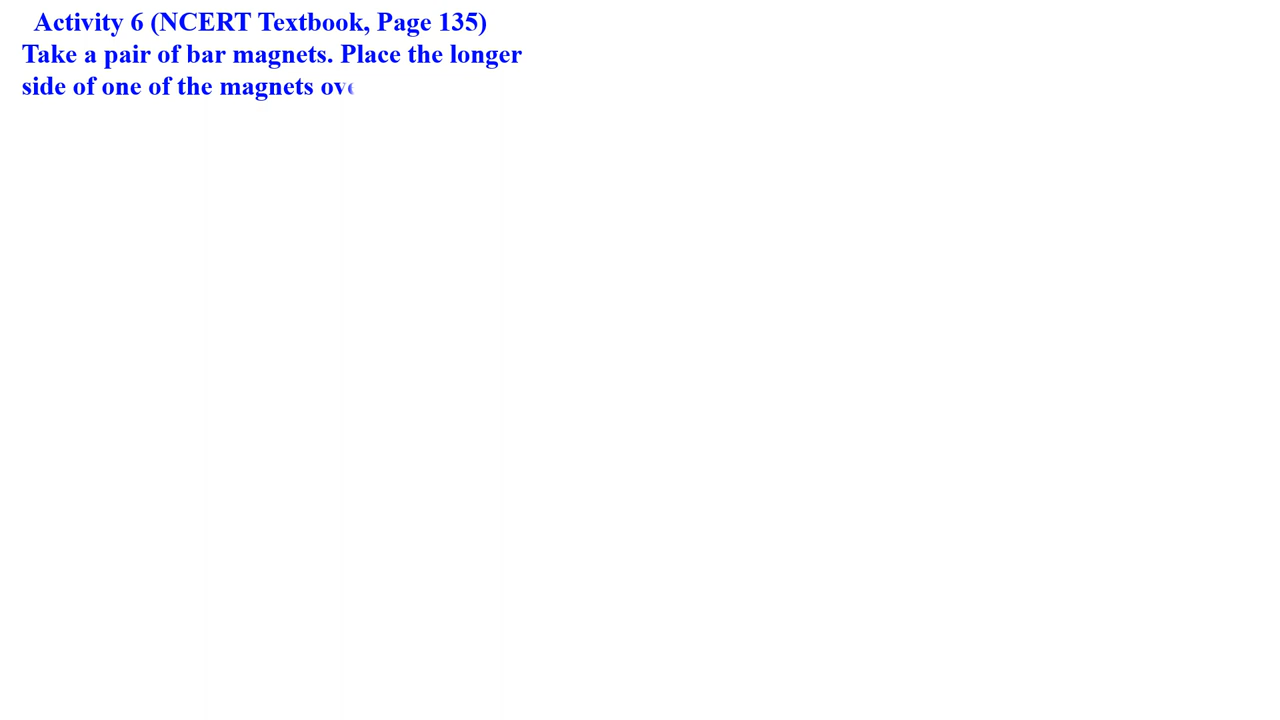 Activity 6 (NCERT Textbook, Page 135)
Take a pair of bar magnets. Place the longer
side of one of the magnets